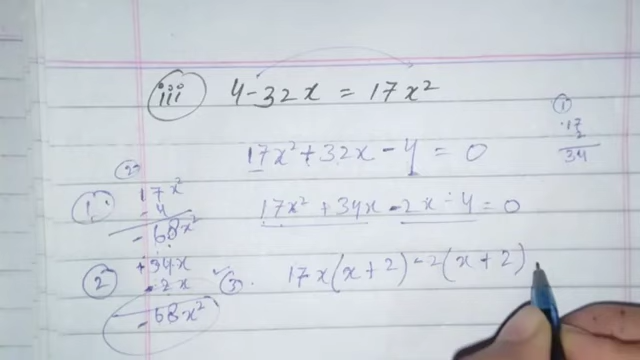 iii 4 - 32x = 17x²
17x² + 32x - 4 = 0
① 17 2 34
17x² + 34x - 2x - 4 = 0
① 17x² - 4 - 68x²
② +34x - 2x - 68x²
③. 17x(x + 2) - 2(x + 2)